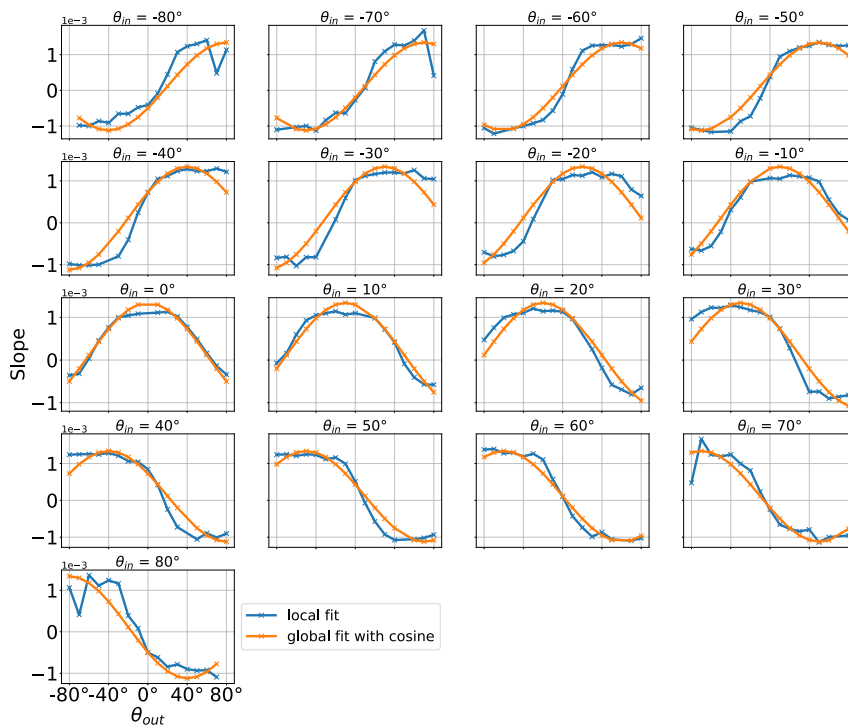 θin = -80° θin = -70° θin = -60° θin = -50°
1e−3
1
0
−1
θin = -40° θin = -30° θin = -20° θin = -10°
1e−3
1
0
−1
θin = 0° θin = 10° θin = 20° θin = 30°
1e−3
1
0
−1
Slope
θin = 40° θin = 50° θin = 60° θin = 70°
1e−3
1
0
−1
θin = 80°
1e−3
1
0
−1
-80° -40° 0° 40° 80°
θout
local fit
global fit with cosine